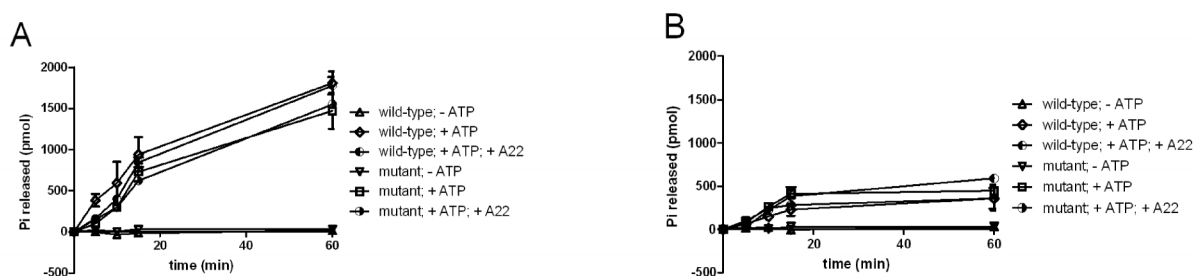 A
Pi released (pmol)
2000
1500
1000
500
0
-500
20
40
60
time (min)
wild-type; - ATP
wild-type; + ATP
wild-type; + ATP; + A22
mutant; - ATP
mutant; + ATP
mutant; + ATP; + A22
B
Pi released (pmol)
2000
1500
1000
500
0
-500
20
40
60
time (min)
wild-type; - ATP
wild-type; + ATP
wild-type; + ATP; + A22
mutant; - ATP
mutant; + ATP
mutant; + ATP; + A22